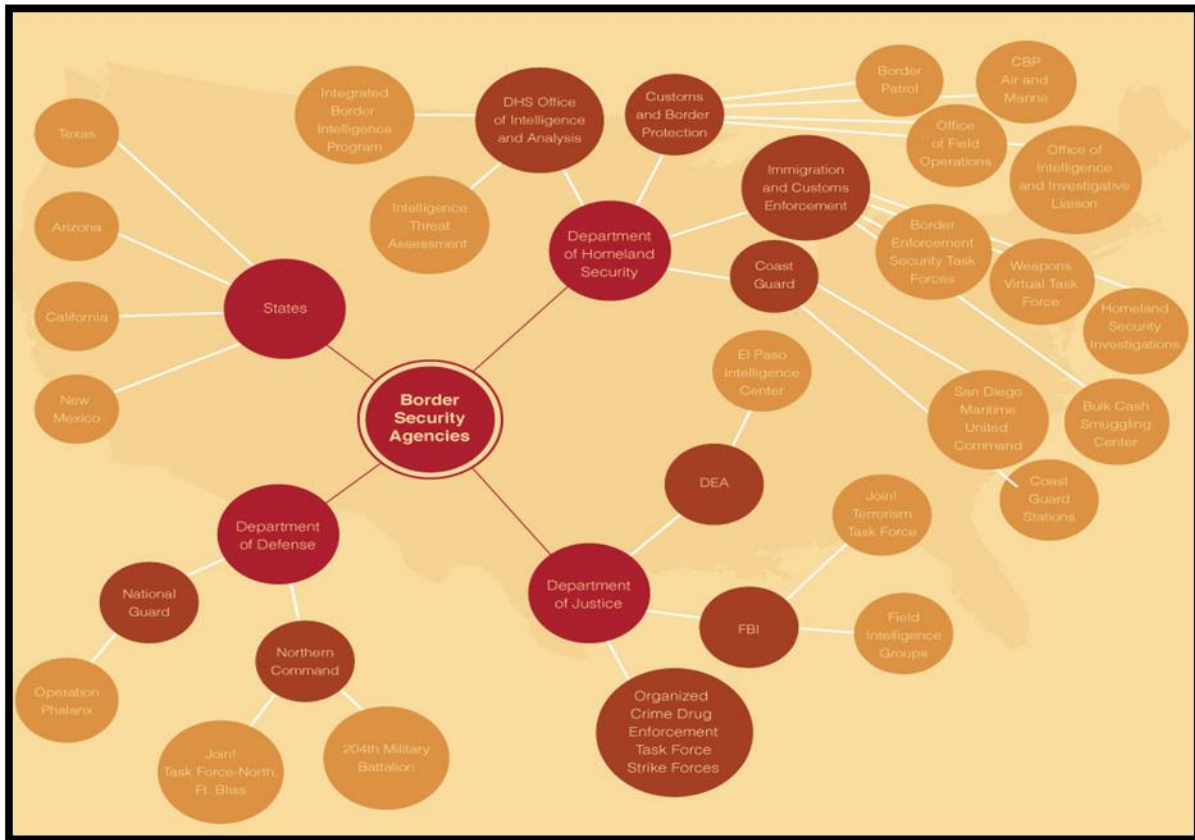 Border
Security
Agencies
States
Texas
Arizona
California
New
Mexico
Department
of Homeland
Security
DHS Office
of Intelligence
and Analysis
Integrated
Border
Intelligence
Program
Intelligence
Threat
Assessment
Customs
and Border
Protection
Border
Patrol
CBP
Air and
Marine
Office
of Field
Operations
Office of
Intelligence
and Investigative
Liaison
Immigration
and Customs
Enforcement
Border
Enforcement
Security Task
Forces
Weapons
Virtual Task
Force
Homeland
Security
Investigations
Bulk Cash
Smuggling
Center
Coast
Guard
San Diego
Maritime
United
Command
Coast
Guard
Stations
Department
of Defense
National
Guard
Operation
Phalanx
Northern
Command
Join!
Task Force-North,
Ft. Bliss
204th Military
Battalion
Department
of Justice
DEA
El Paso
Intelligence
Center
FBI
Join!
Terrorism
Task Force
Field
Intelligence
Groups
Organized
Crime Drug
Enforcement
Task Force
Strike Forces